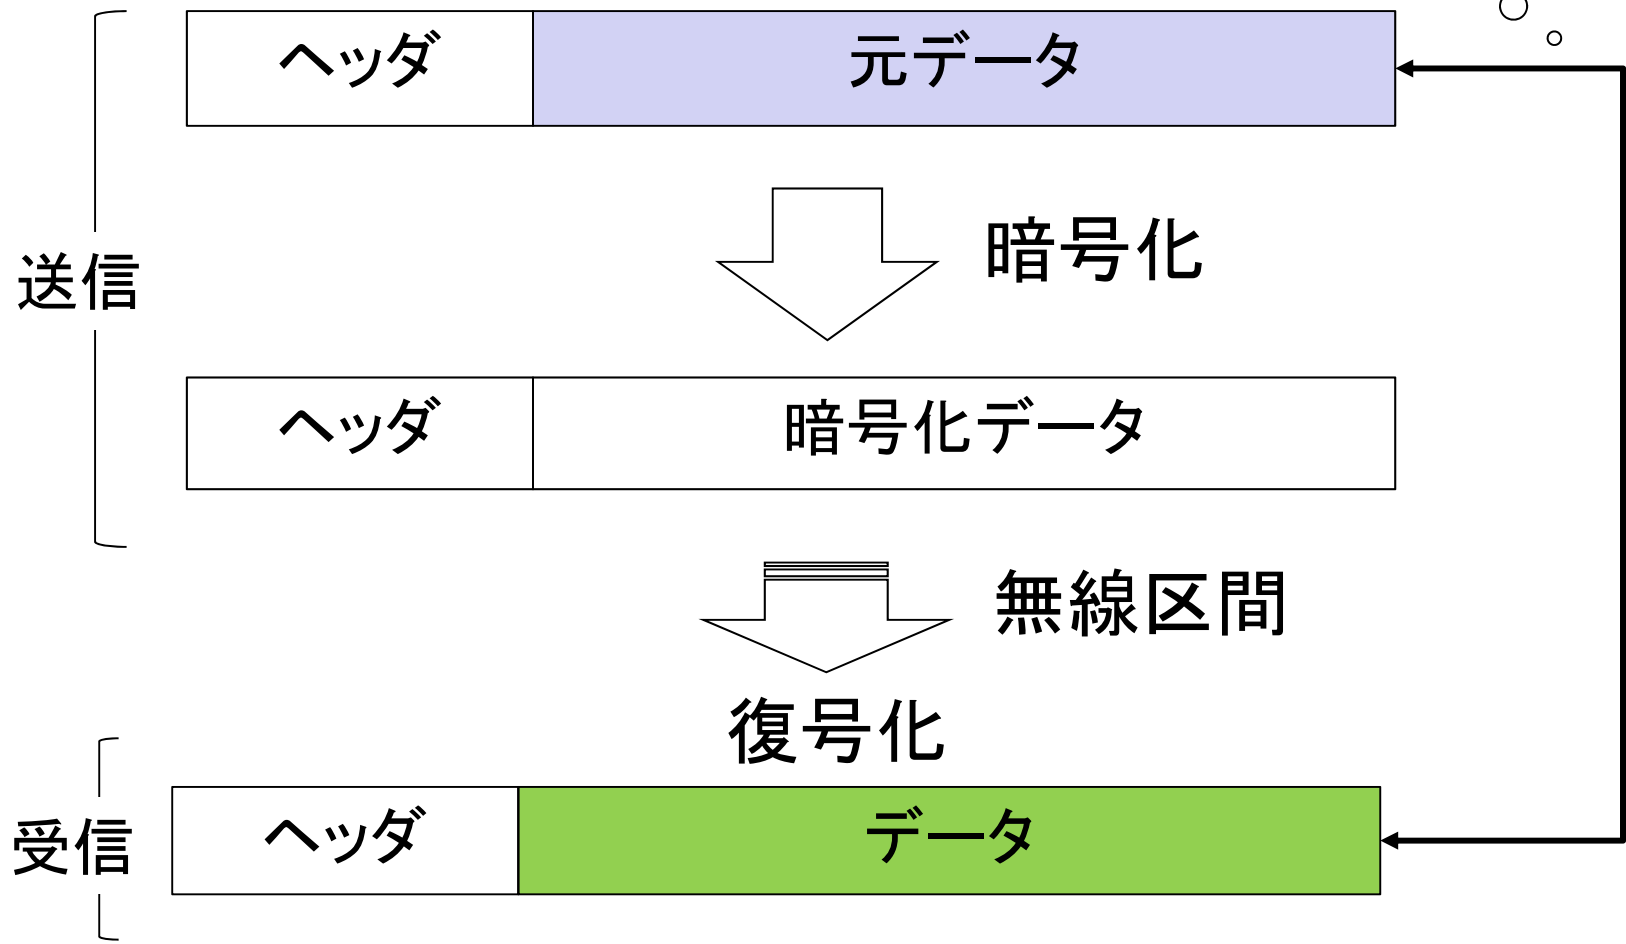 ヘッダ 元データ
暗号化
送信
ヘッダ 暗号化データ
無線区間
復号化
ヘッダ データ
受信